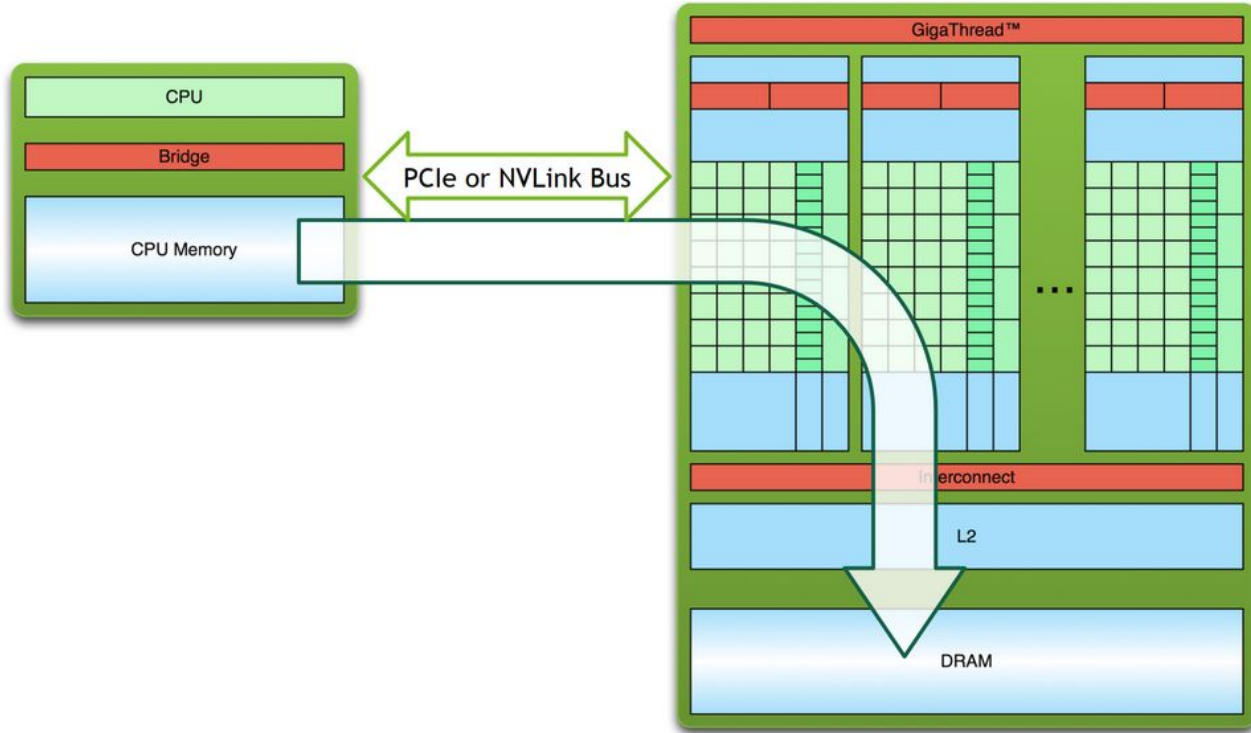 GigaThread™
CPU
Bridge
PCIe or NVLink Bus
CPU Memory
...
Interconnect
L2
DRAM